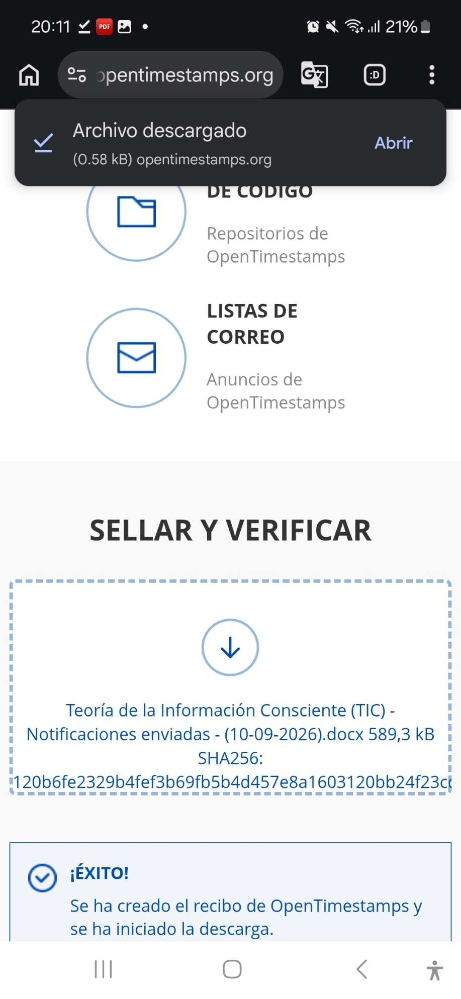 20:11
PDF
21%
opentimestamps.org
:D
Archivo descargado
(0.58 kB) opentimestamps.org
Abrir
DE CÓDIGO
Repositorios de
OpenTimestamps
LISTAS DE
CORREO
Anuncios de
OpenTimestamps
SELLAR Y VERIFICAR
Teoría de la Información Consciente (TIC) -
Notificaciones enviadas - (10-09-2026).docx 589,3 kB
SHA256:
120b6fe2329b4fef3b69fb5b4d457e8a1603120bb24f23c
¡ÉXITO!
Se ha creado el recibo de OpenTimestamps y
se ha iniciado la descarga.